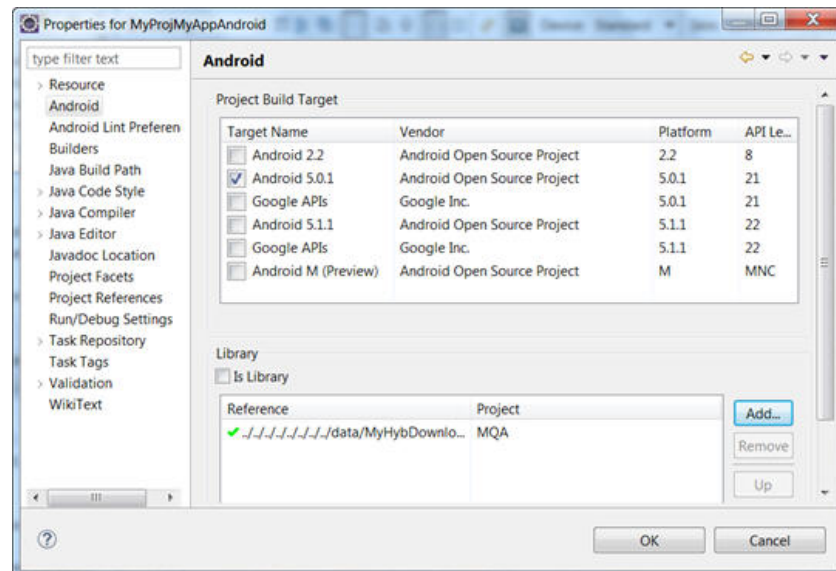 Properties for MyProjMyAppAndroid
type filter text
Resource
Android
Android Lint Preferen
Builders
Java Build Path
Java Code Style
Java Compiler
Java Editor
Javadoc Location
Project Facets
Project References
Run/Debug Settings
Task Repository
Task Tags
Validation
WikiText
Android
Project Build Target
Target Name Vendor Platform API Le...
Android 2.2 Android Open Source Project 2.2 8
Android 5.0.1 Android Open Source Project 5.0.1 21
Google APIs Google Inc. 5.0.1 21
Android 5.1.1 Android Open Source Project 5.1.1 22
Google APIs Google Inc. 5.1.1 22
Android M (Preview) Android Open Source Project M MNC
Library
Is Library
Reference Project
../../../../../../../../data/MyHybDownlo... MQA
Add...
Remove
Up
OK Cancel